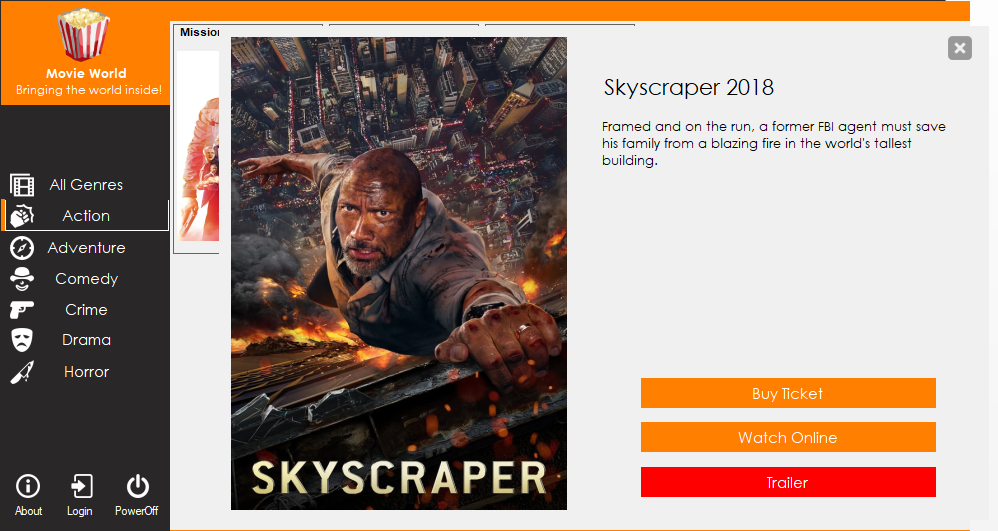 Movie World
Bringing the world inside!
All Genres
Action
Adventure
Comedy
Crime
Drama
Horror
About
Login
PowerOff
SKYSCRAPER
Skyscraper 2018
Framed and on the run, a former FBI agent must save
his family from a blazing fire in the world's tallest
building.
Buy Ticket
Watch Online
Trailer